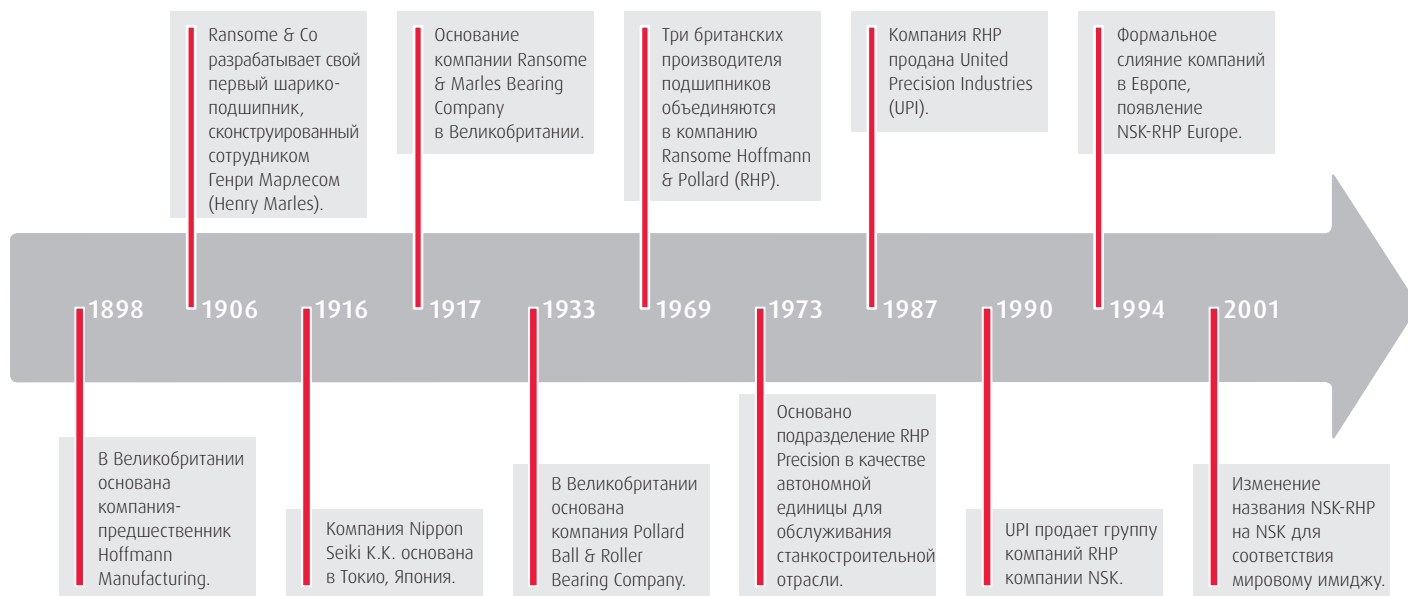 Ransome & Co
разрабатывает свой
первый шарико-
подшипник,
сконструированный
сотрудником
Генри Марлесом
(Henry Marles).
Основание
компании Ransome
& Marles Bearing
Company
в Великобритании.
Три британских
производителя
подшипников
объединяются
в компанию
Ransome Hoffmann
& Pollard (RHP).
Компания RHP
продана United
Precision Industries
(UPI).
Формальное
слияние компаний
в Европе,
появление
NSK-RHP Europe.
1898 1906 1916 1917 1933 1969 1973 1987 1990 1994 2001
В Великобритании
основана
компания-
предшественник
Hoffmann
Manufacturing.
Компания Nippon
Seiki K.K. основана
в Токио, Япония.
В Великобритании
основана
компания Pollard
Ball & Roller
Bearing Company.
Основано
подразделение RHP
Precision в качестве
автономной
единицы для
обслуживания
станкостроительной
отрасли.
UPI продает группу
компаний RHP
компании NSK.
Изменение
названия NSK-RHP
на NSK для
соответствия
мировому имиджу.